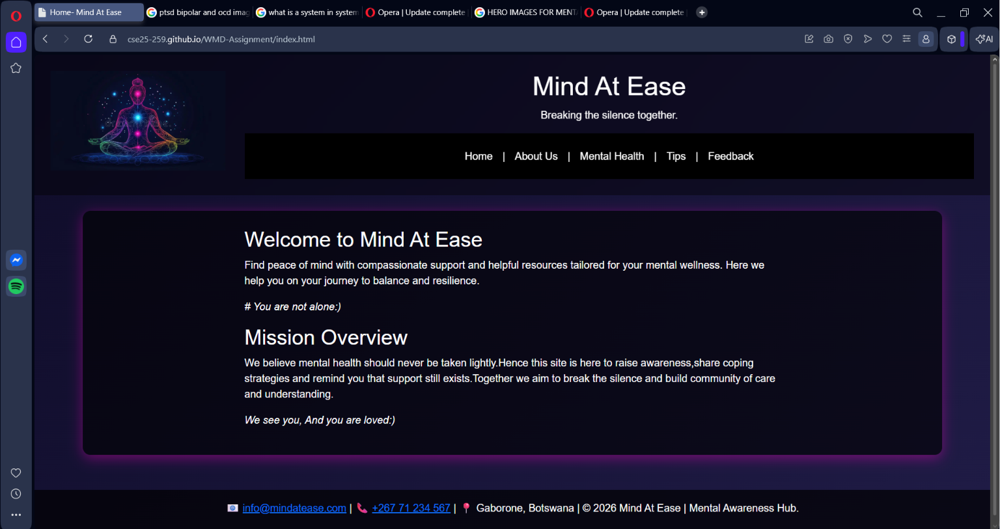 Home- Mind At Ease
ptsd bipolar and ocd imag
what is a system in system
Opera | Update complete
HERO IMAGES FOR MENT
Opera | Update complete
cse25-259.github.io/WMD-Assignment/index.html
AI
Mind At Ease
Breaking the silence together.
Home | About Us | Mental Health | Tips | Feedback
Welcome to Mind At Ease
Find peace of mind with compassionate support and helpful resources tailored for your mental wellness. Here we
help you on your journey to balance and resilience.
# You are not alone:)
Mission Overview
We believe mental health should never be taken lightly.Hence this site is here to raise awareness,share coping
strategies and remind you that support still exists.Together we aim to break the silence and build community of care
and understanding.
We see you, And you are loved:)
📧 info@mindatease.com | 📞 +267 71 234 567 | 📍 Gaborone, Botswana | © 2026 Mind At Ease | Mental Awareness Hub.